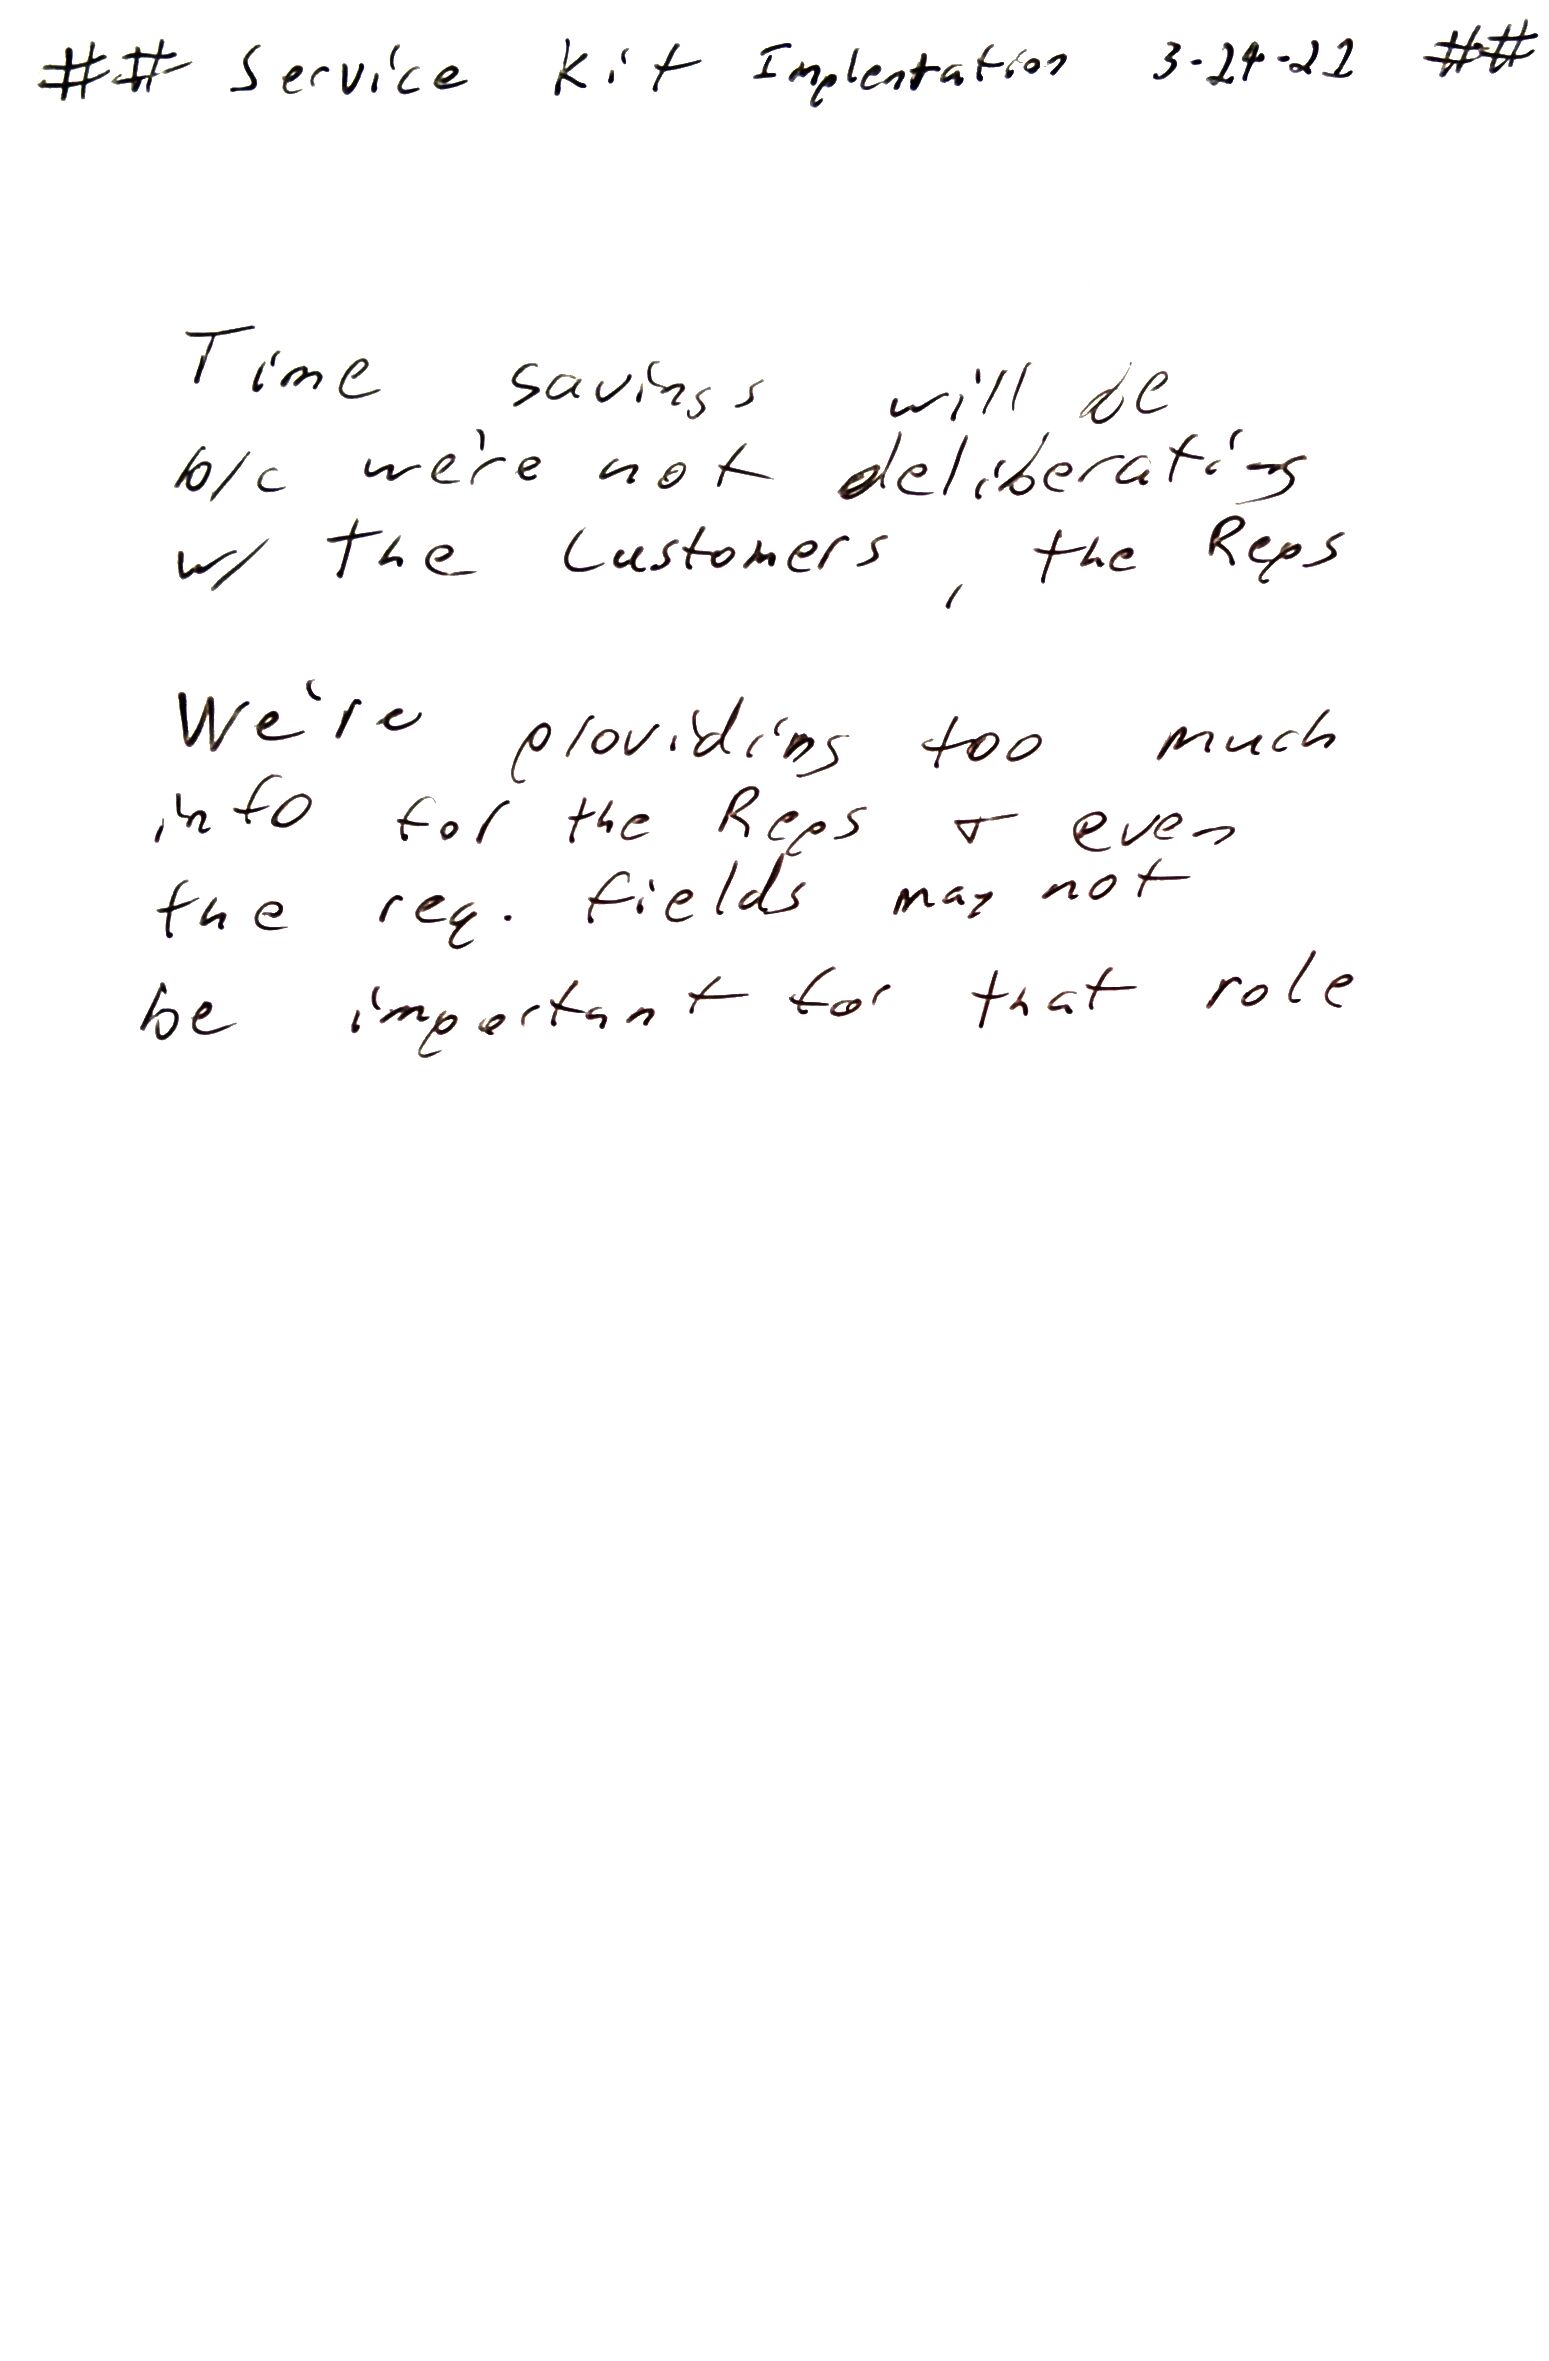 ## Service Kit Implentation 3-24-22 ##
Time savings will be
b/c we're not deliberating
w/ the Customers, the Reps
We're providing too much
info for the Reps & even
the req. fields may not
be important for that role